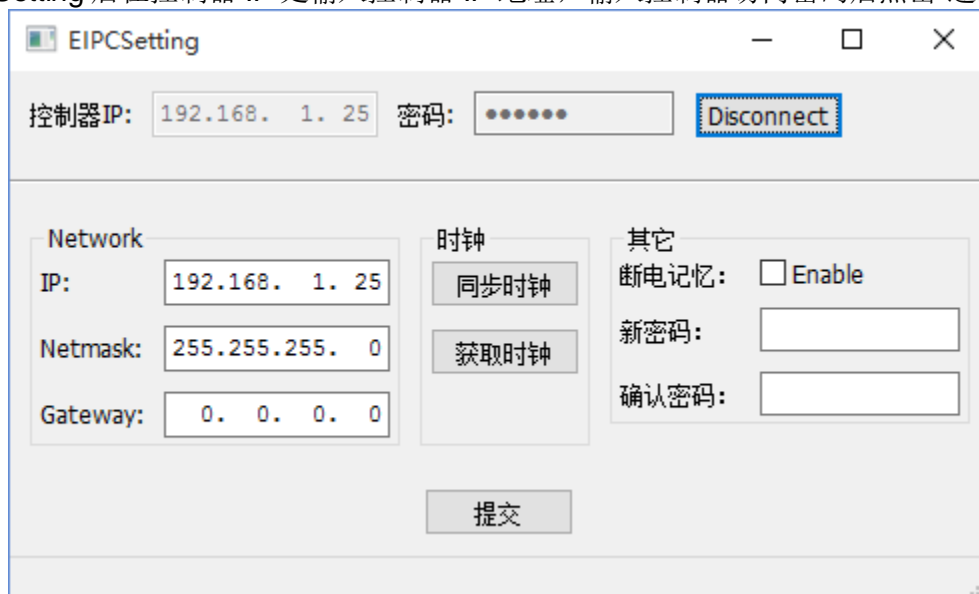 EIPCSetting
控制器IP: 192.168. 1. 25 密码: •••••• Disconnect
Network
IP: 192.168. 1. 25
Netmask: 255.255.255. 0
Gateway: 0. 0. 0. 0
时钟
同步时钟
获取时钟
其它
断电记忆: Enable
新密码:
确认密码:
提交